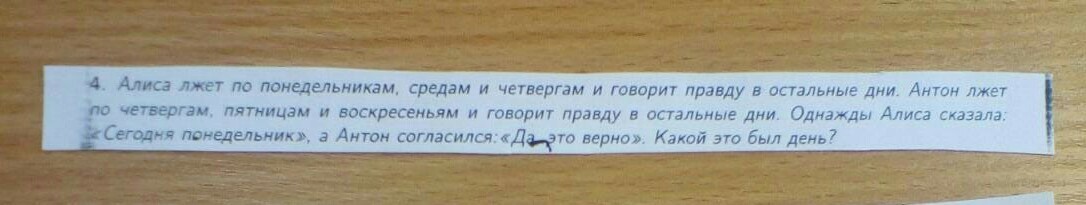 4. Алиса лжет по понедельникам, средам и четвергам и говорит правду в остальные дни. Антон лжет
по четвергам, пятницам и воскресеньям и говорит правду в остальные дни. Однажды Алиса сказала:
«Сегодня понедельник», а Антон согласился: «Да, это верно». Какой это был день?